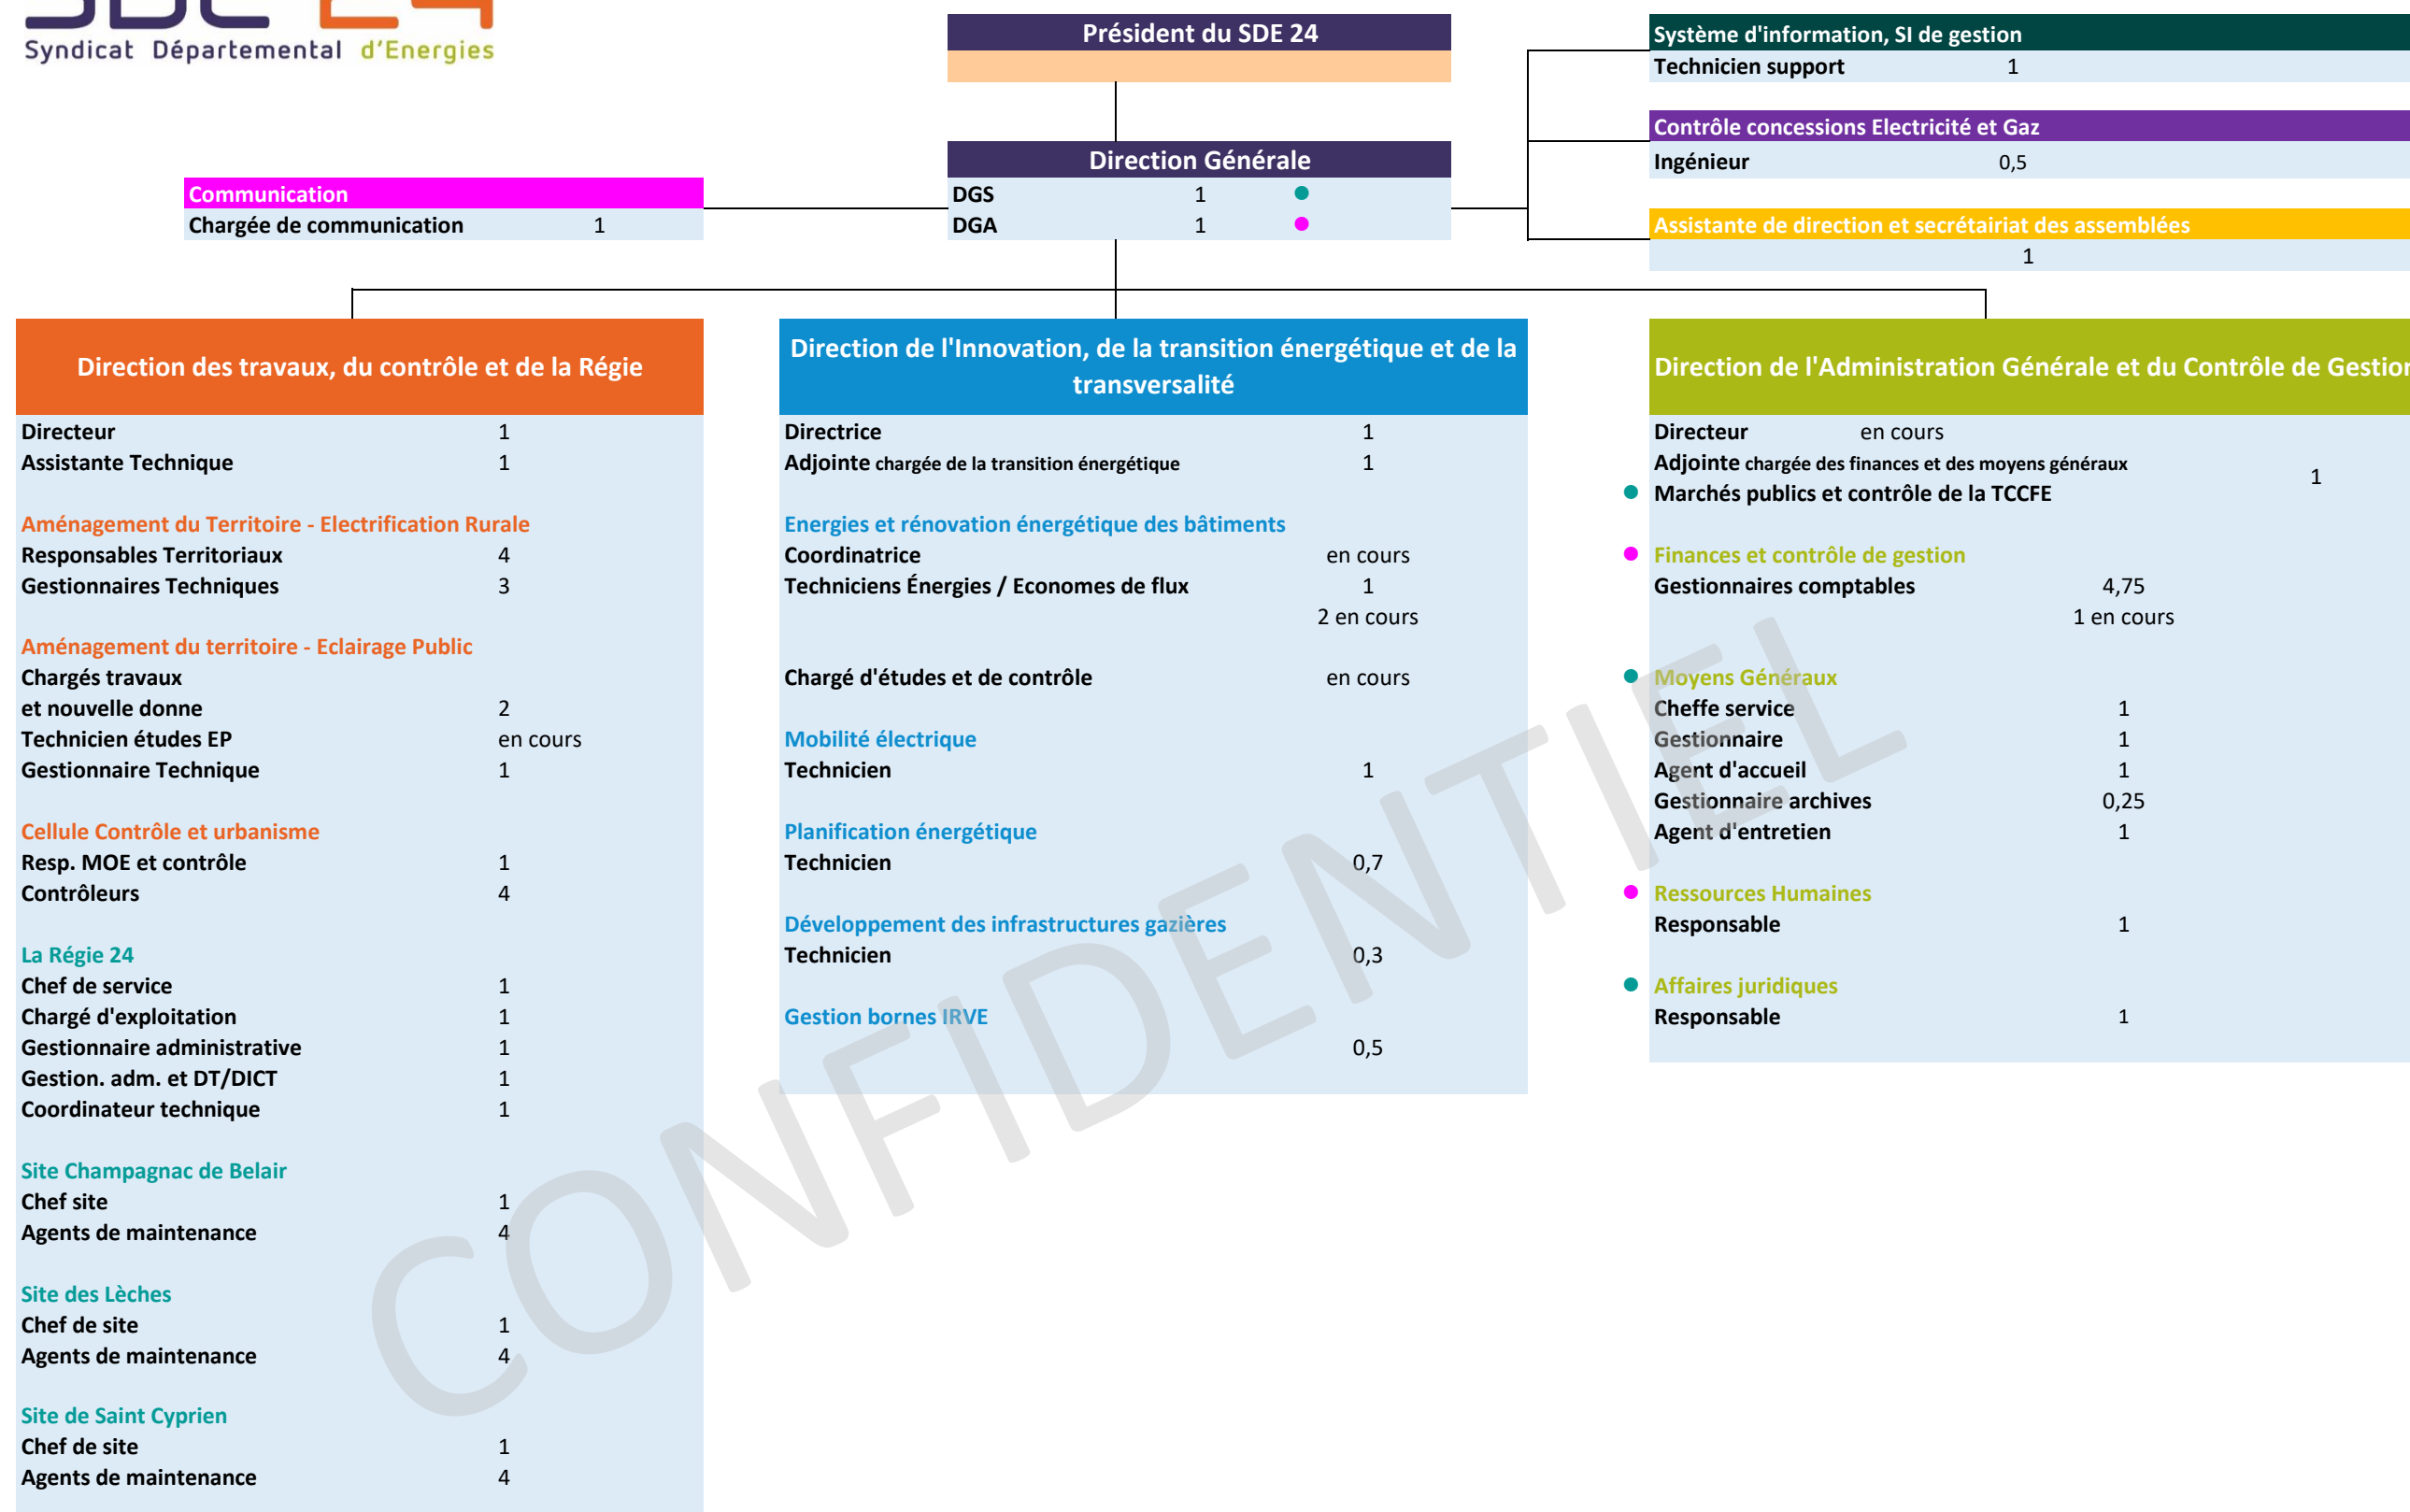 SDE 24
Syndicat Départemental d'Energies
Président du SDE 24
Direction Générale
DGS 1
DGA 1
Communication
Chargée de communication 1
Système d'information, SI de gestion
Technicien support 1
Contrôle concessions Electricité et Gaz
Ingénieur 0,5
Assistante de direction et secrétairiat des assemblées
1
Direction des travaux, du contrôle et de la Régie
Directeur 1
Assistante Technique 1
Aménagement du Territoire - Electrification Rurale
Responsables Territoriaux 4
Gestionnaires Techniques 3
Aménagement du territoire - Eclairage Public
Chargés travaux
et nouvelle donne 2
Technicien études EP en cours
Gestionnaire Technique 1
Cellule Contrôle et urbanisme
Resp. MOE et contrôle 1
Contrôleurs 4
La Régie 24
Chef de service 1
Chargé d'exploitation 1
Gestionnaire administrative 1
Gestion. adm. et DT/DICT 1
Coordinateur technique 1
Site Champagnac de Belair
Chef site 1
Agents de maintenance 4
Site des Lèches
Chef de site 1
Agents de maintenance 4
Site de Saint Cyprien
Chef de site 1
Agents de maintenance 4
Direction de l'Innovation, de la transition énergétique et de la
transversalité
Directrice 1
Adjointe chargée de la transition énergétique 1
Energies et rénovation énergétique des bâtiments
Coordinatrice en cours
Techniciens Énergies / Economes de flux 1
2 en cours
Chargé d'études et de contrôle en cours
Mobilité électrique
Technicien 1
Planification énergétique
Technicien 0,7
Développement des infrastructures gazières
Technicien 0,3
Gestion bornes IRVE
0,5
Direction de l'Administration Générale et du Contrôle de Gestion
Directeur en cours
Adjointe chargée des finances et des moyens généraux
1
Marchés publics et contrôle de la TCCFE
Finances et contrôle de gestion
Gestionnaires comptables 4,75
1 en cours
Moyens Généraux
Cheffe service 1
Gestionnaire 1
Agent d'accueil 1
Gestionnaire archives 0,25
Agent d'entretien 1
Ressources Humaines
Responsable 1
Affaires juridiques
Responsable 1
CONFIDENTIEL